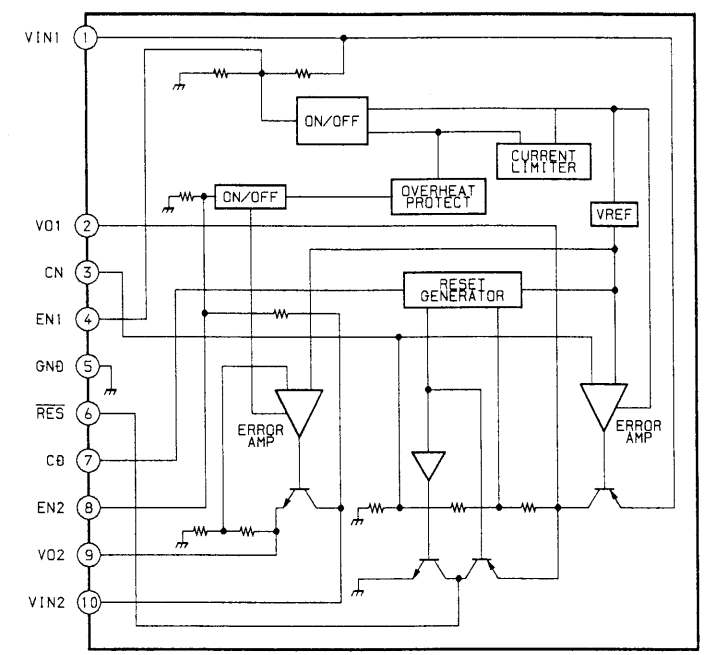 VIN1 1
ON/OFF
CURRENT
LIMITER
ON/OFF
OVERHEAT
PROTECT
VREF
VO1 2
CN 3
RESET
GENERATOR
EN1 4
GND 5
R̅E̅S̅ 6
ERROR
AMP
ERROR
AMP
CD 7
EN2 8
VO2 9
VIN2 10